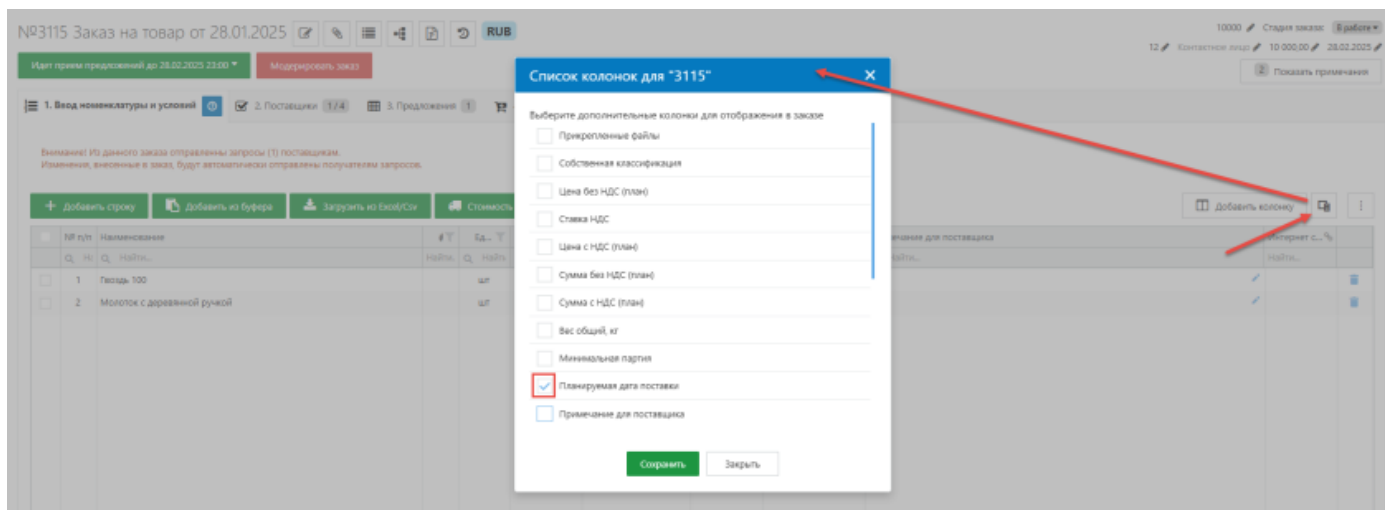 №3115 Заказ на товар от 28.01.2025 RUB
10000 Стадия заказа: В работе
12 Контактное лицо 10 000,00 28.02.2025
Идет прием предложений до 28.02.2025 23:00 Модерировать заказ
2 Показать примечания
Список колонок для "3115"
1. Ввод номенклатуры и условий 2. Поставщики 1/4 3. Предложения 1
Выберите дополнительные колонки для отображения в заказе
Прикрепленные файлы
Внимание! Из данного заказа отправлены запросы (1) поставщикам.
Изменения, внесенные в заказ, будут автоматически отправлены получателям запросов.
Собственная классификация
Цена без НДС (план)
+ Добавить строку Добавить из буфера Загрузить из Excel/Csv Стоимость
Добавить колонку
Ставка НДС
№ п/п Наименование # Ед...
ечание для поставщика Интернет с...
Цена с НДС (план)
Найти... Найти. Найти Найти... Найти...
Сумма без НДС (план)
1 Гвоздь 100 шт
2 Молоток с деревянной ручкой шт
Сумма с НДС (план)
Вес общий, кг
Минимальная партия
Планируемая дата поставки
Примечание для поставщика
Сохранить Закрыть